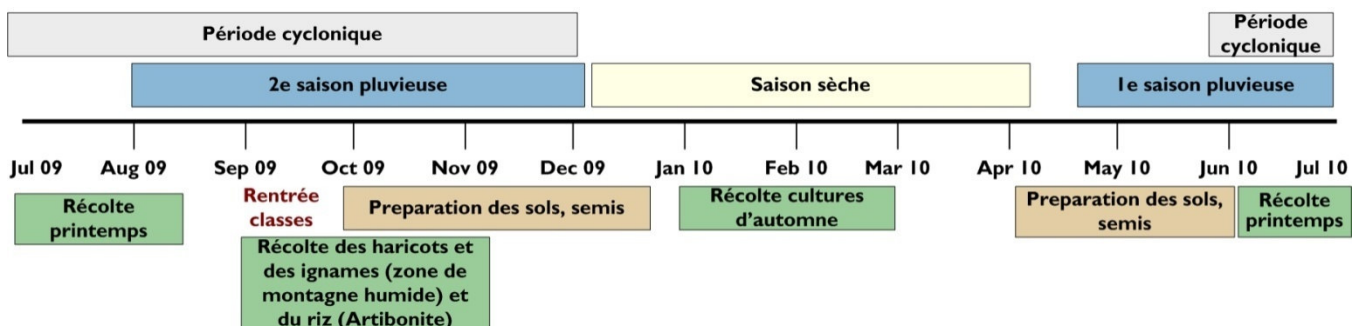 Période cyclonique
Période
cyclonique
2e saison pluvieuse
Saison sèche
1e saison pluvieuse
Jul 09
Aug 09
Sep 09
Oct 09
Nov 09
Dec 09
Jan 10
Feb 10
Mar 10
Apr 10
May 10
Jun 10
Jul 10
Récolte
printemps
Rentrée
classes
Preparation des sols, semis
Récolte cultures
d'automne
Preparation des sols,
semis
Récolte
printemps
Récolte des haricots et
des ignames (zone de
montagne humide) et
du riz (Artibonite)